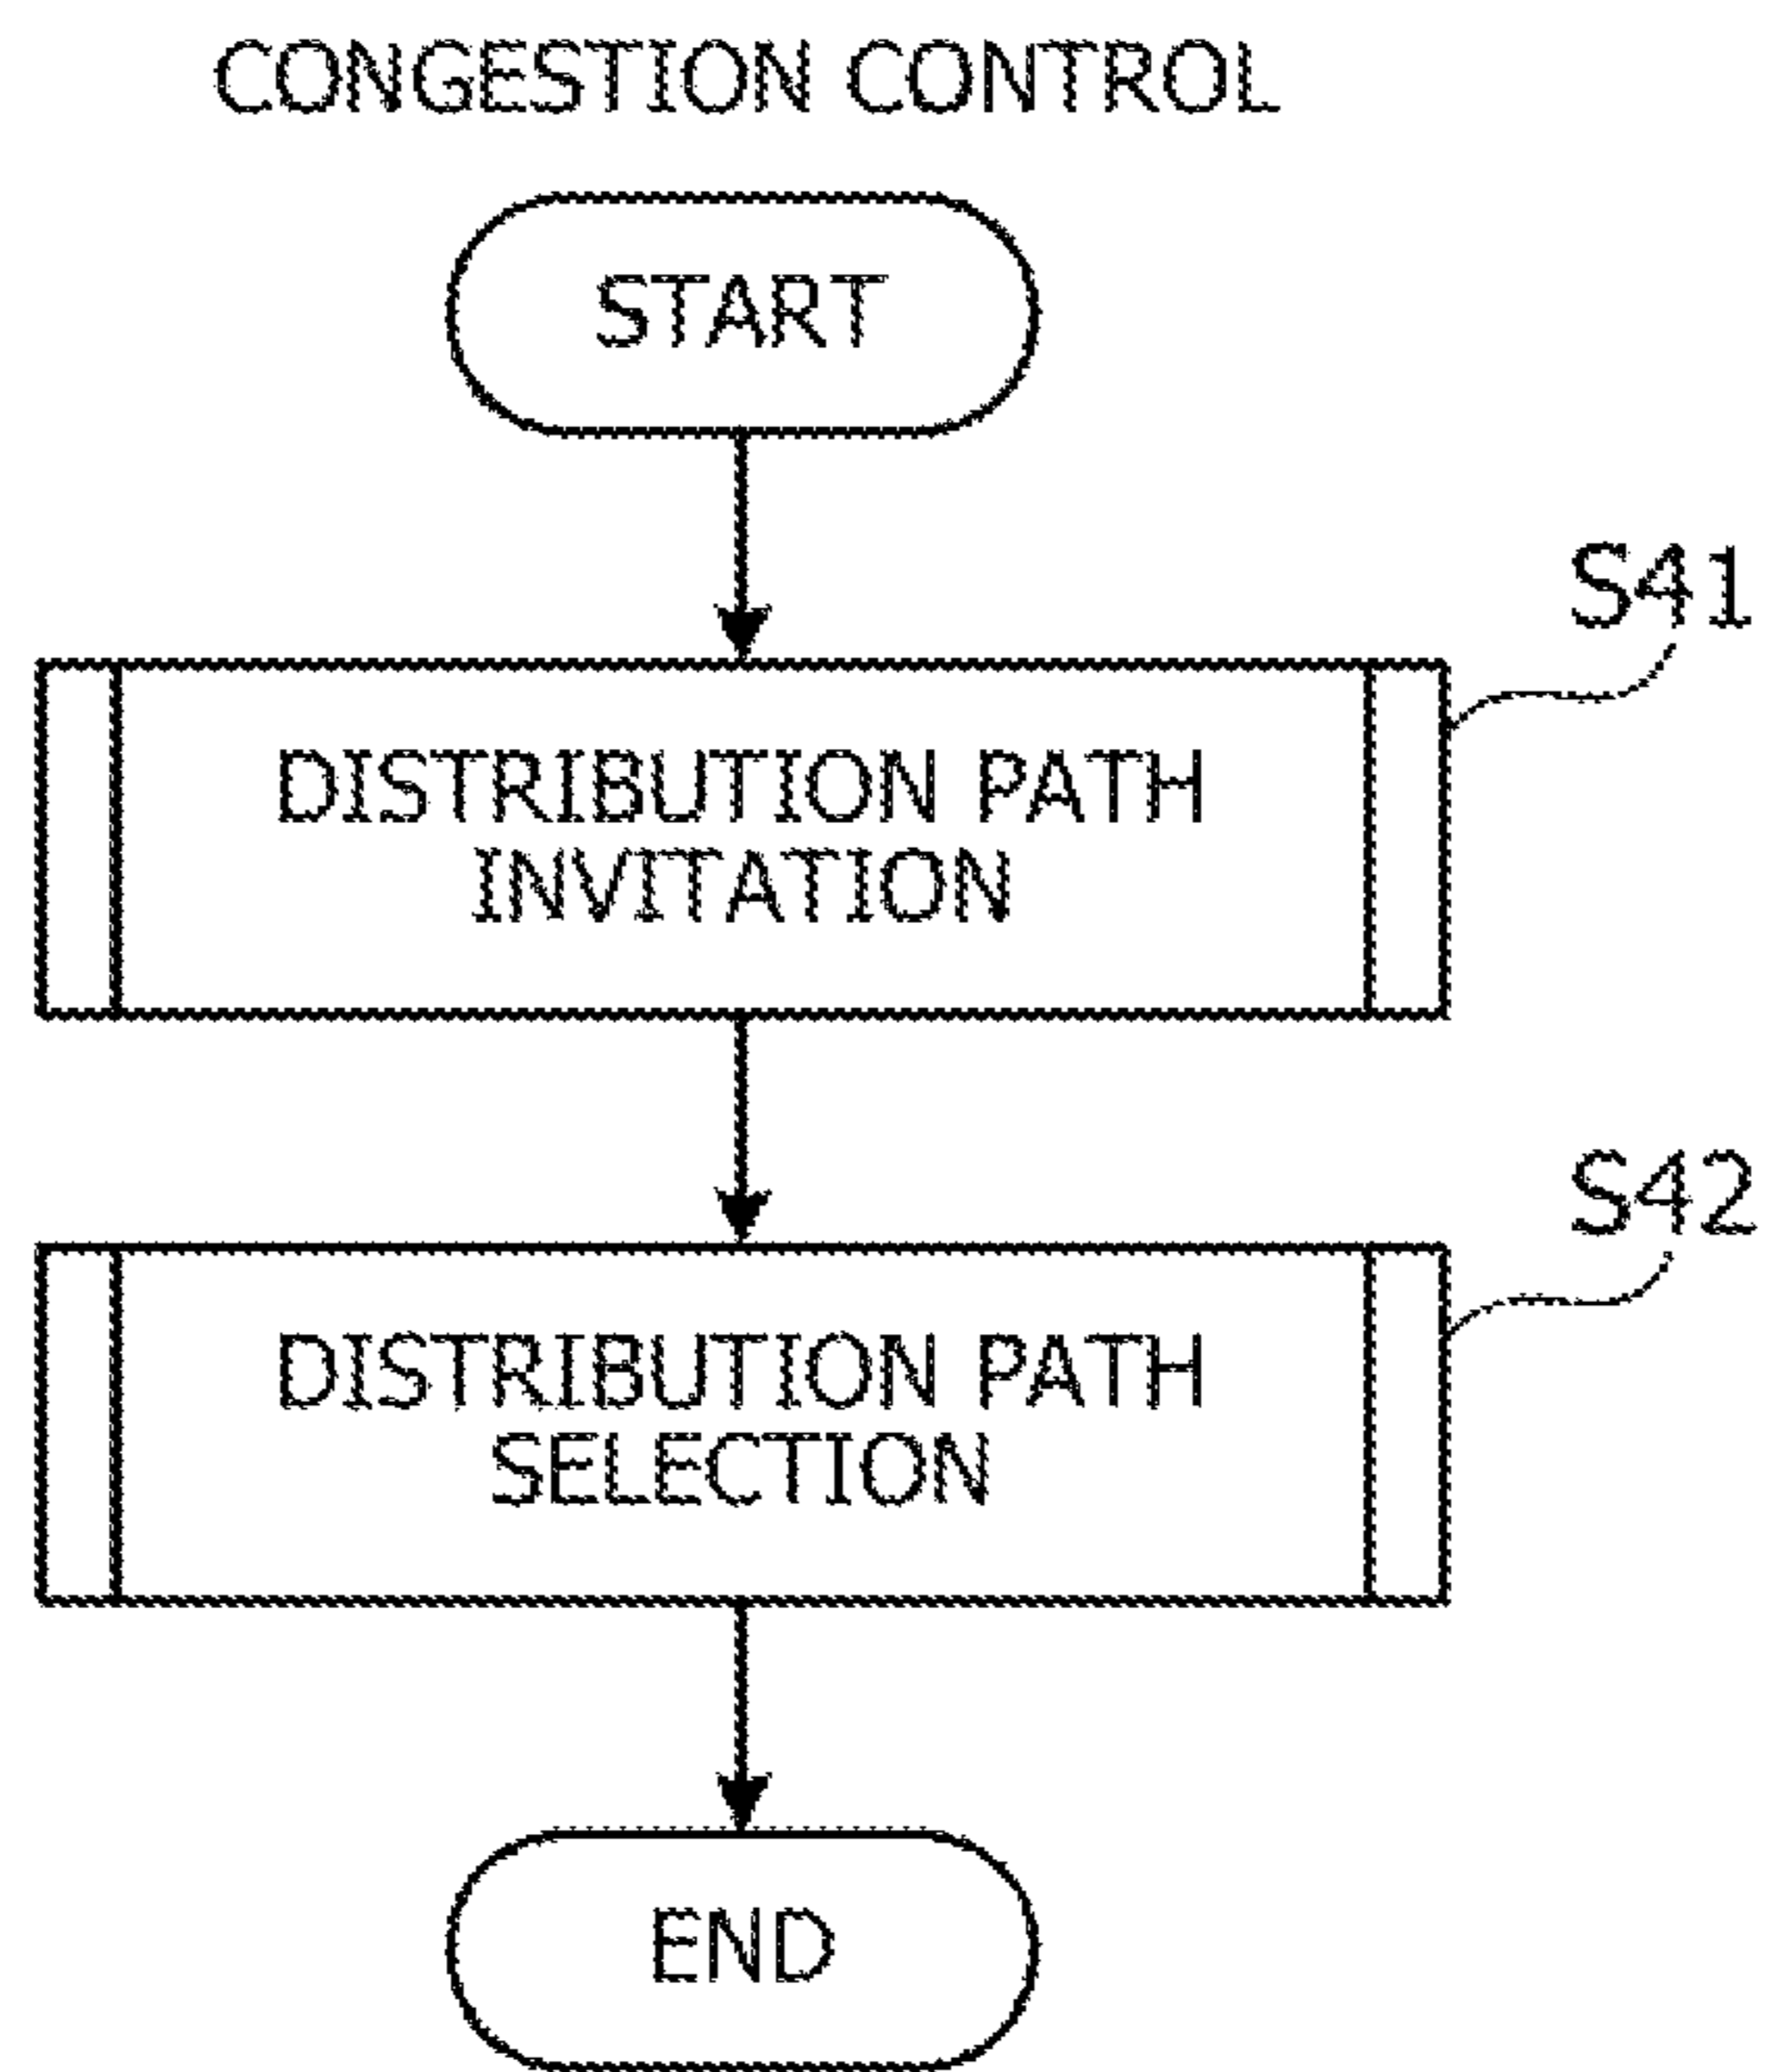 CONGESTION CONTROL
START
S41
DISTRIBUTION PATH
INVITATION
S42
DISTRIBUTION PATH
SELECTION
END